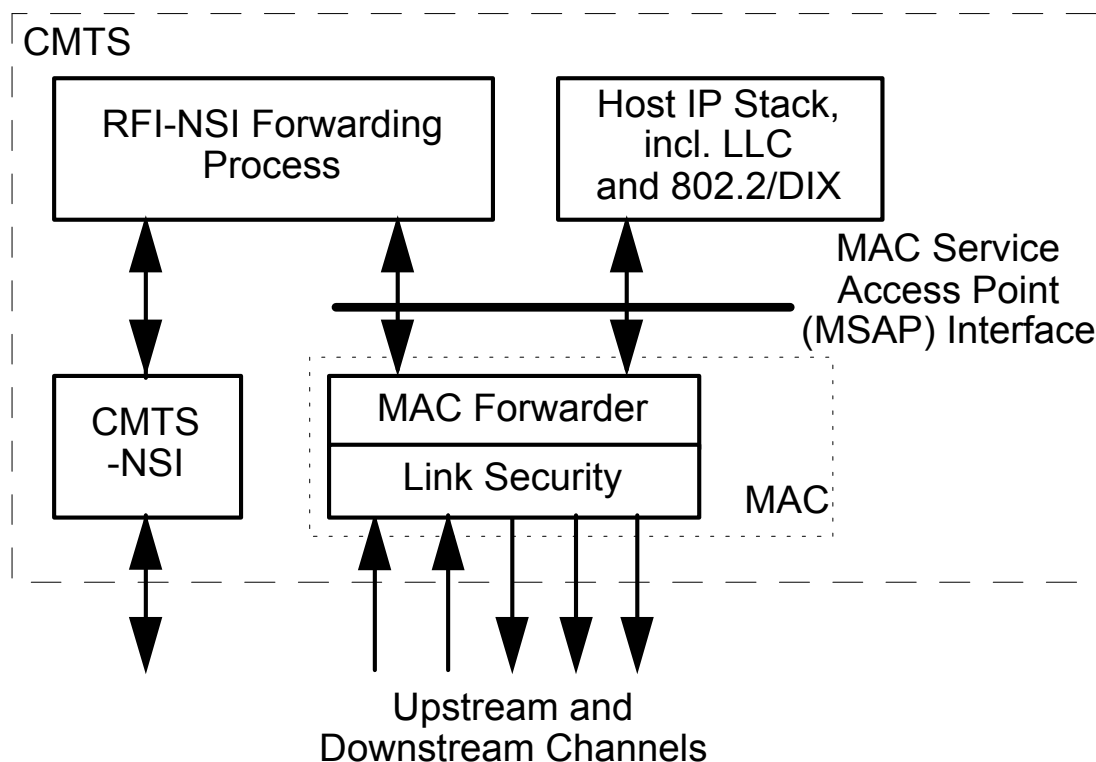 CMTS
RFI-NSI Forwarding
Process
Host IP Stack,
incl. LLC
and 802.2/DIX
MAC Service
Access Point
(MSAP) Interface
CMTS
-NSI
MAC Forwarder
Link Security
MAC
Upstream and
Downstream Channels